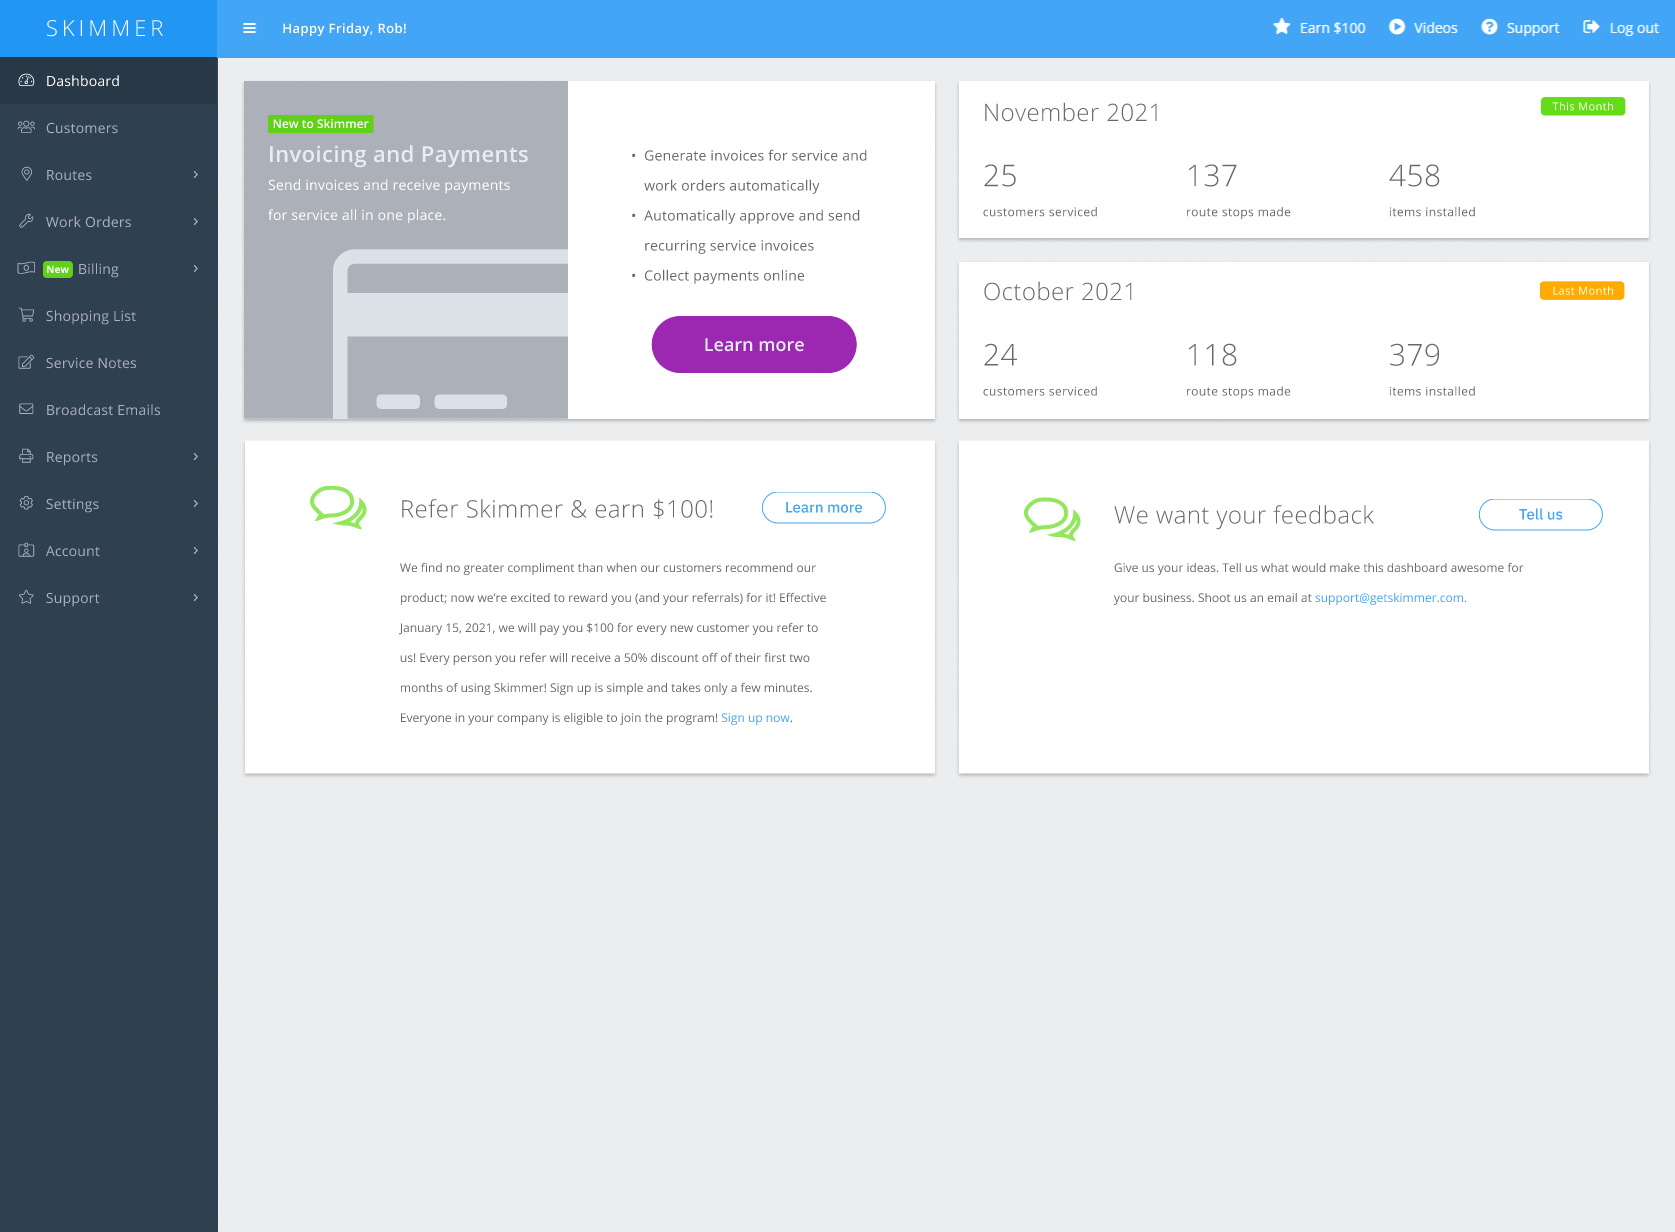 SKIMMER
Happy Friday, Rob!
Earn $100
Videos
Support
Log out
Dashboard
Customers
Routes
Work Orders
New Billing
Shopping List
Service Notes
Broadcast Emails
Reports
Settings
Account
Support
New to Skimmer
Invoicing and Payments
Send invoices and receive payments
for service all in one place.
• Generate invoices for service and
work orders automatically
• Automatically approve and send
recurring service invoices
• Collect payments online
Learn more
November 2021
This Month
25
137
458
customers serviced
route stops made
items installed
October 2021
Last Month
24
118
379
customers serviced
route stops made
items installed
Refer Skimmer & earn $100!
Learn more
We find no greater compliment than when our customers recommend our
product; now we're excited to reward you (and your referrals) for it! Effective
January 15, 2021, we will pay you $100 for every new customer you refer to
us! Every person you refer will receive a 50% discount off of their first two
months of using Skimmer! Sign up is simple and takes only a few minutes.
Everyone in your company is eligible to join the program! Sign up now.
We want your feedback
Tell us
Give us your ideas. Tell us what would make this dashboard awesome for
your business. Shoot us an email at support@getskimmer.com.